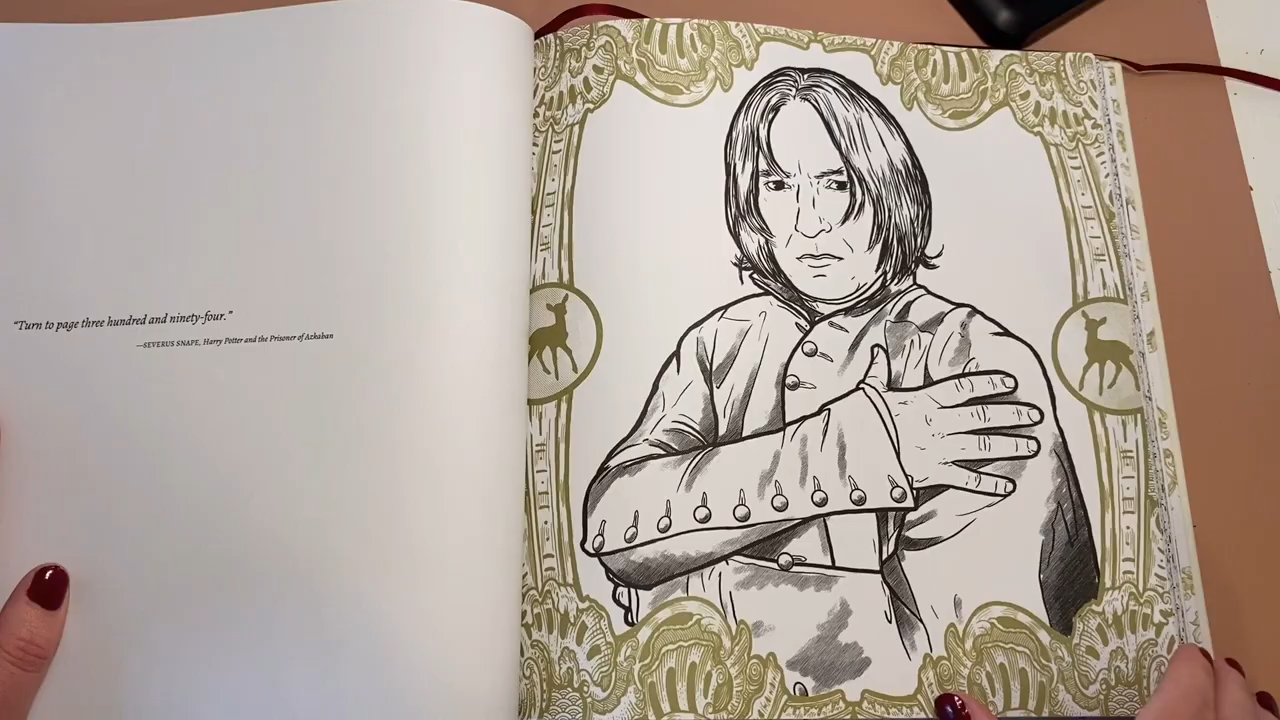 “Turn to page three hundred and ninety-four.”
—SEVERUS SNAPE, Harry Potter and the Prisoner of Azkaban